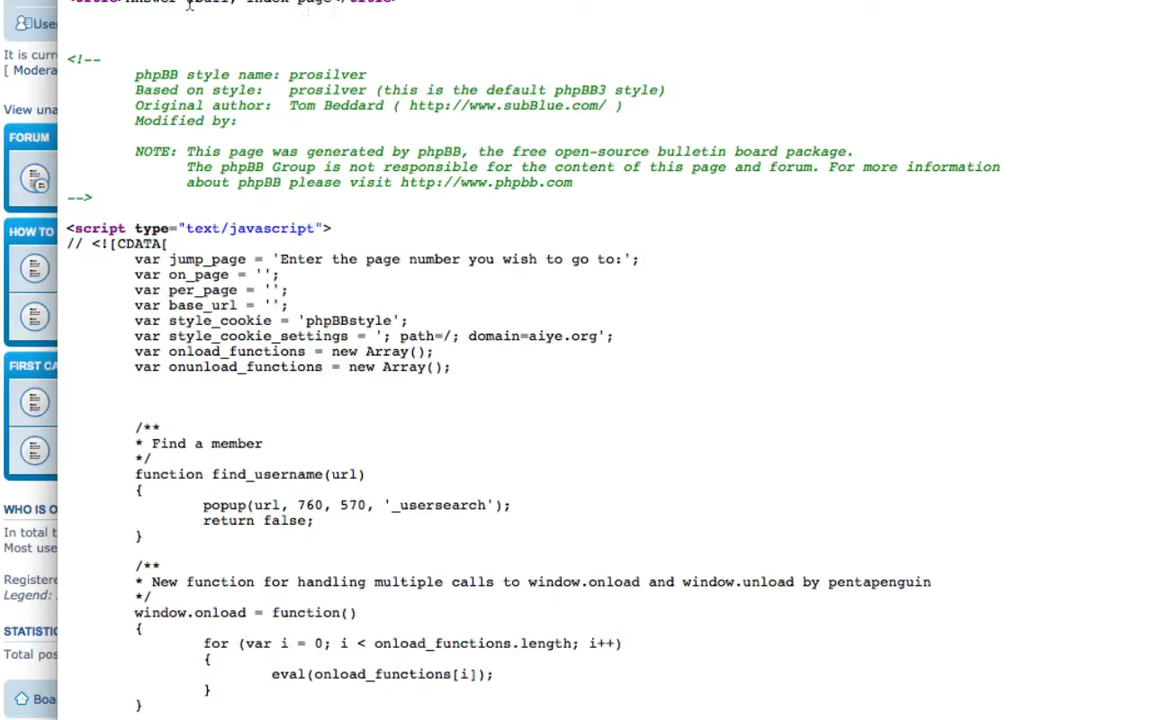 <title>Answer Ball, Index page</title>
<!--
phpBB style name: prosilver
Based on style:   prosilver (this is the default phpBB3 style)
Original author:  Tom Beddard ( http://www.subBlue.com/ )
Modified by:
NOTE: This page was generated by phpBB, the free open-source bulletin board package.
The phpBB Group is not responsible for the content of this page and forum. For more information
about phpBB please visit http://www.phpbb.com
-->
<script type="text/javascript">
// <![CDATA[
var jump_page = 'Enter the page number you wish to go to:';
var on_page = '';
var per_page = '';
var base_url = '';
var style_cookie = 'phpBBstyle';
var style_cookie_settings = '; path=/; domain=aiye.org';
var onload_functions = new Array();
var onunload_functions = new Array();
/**
* Find a member
*/
function find_username(url)
{
popup(url, 760, 570, '_usersearch');
return false;
}
/**
* New function for handling multiple calls to window.onload and window.unload by pentapenguin
*/
window.onload = function()
{
for (var i = 0; i < onload_functions.length; i++)
{
eval(onload_functions[i]);
}
}
User
It is curr
[ Modera
View una
FORUM
HOW TO
FIRST CA
WHO IS O
In total t
Most use
Registere
Legend:
STATISTIC
Total pos
Boa